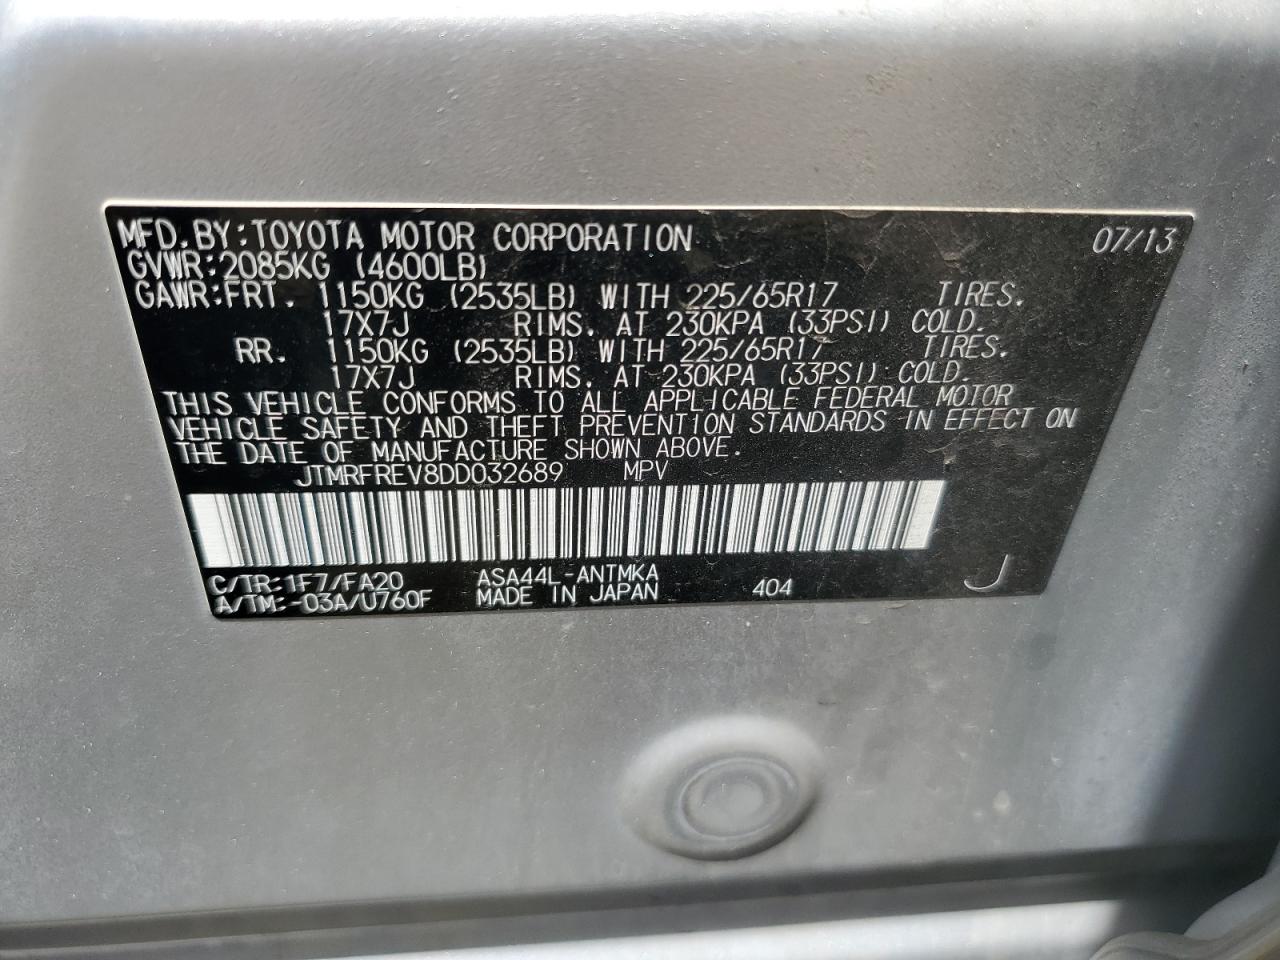 MFD.BY:TOYOTA MOTOR CORPORATION 07/13
GVWR:2085KG (4600LB)
GAWR:FRT. 1150KG (2535LB) WITH 225/65R17 TIRES.
17X7J RIMS. AT 230KPA (33PSI) COLD.
RR. 1150KG (2535LB) WITH 225/65R17 TIRES.
17X7J RIMS. AT 230KPA (33PSI) COLD.
THIS VEHICLE CONFORMS TO ALL APPLICABLE FEDERAL MOTOR
VEHICLE SAFETY AND THEFT PREVENTION STANDARDS IN EFFECT ON
THE DATE OF MANUFACTURE SHOWN ABOVE.
JTMRFREV8DD032689 MPV
C/TR:1F7/FA20 ASA44L-ANTMKA
A/TM:-03A/U760F MADE IN JAPAN 404 J